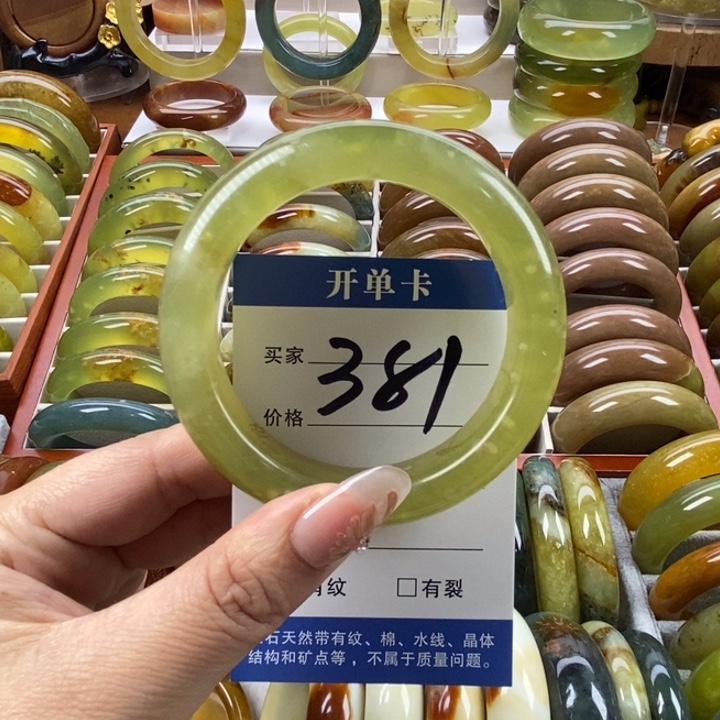 开单卡
买家
381
价格
有纹 □有裂
石天然带有纹、棉、水线、晶体
结构和矿点等，不属于质量问题。